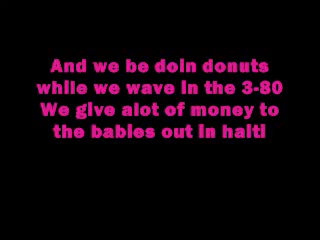 And we be doin donuts
while we wave in the 3-80
We give alot of money to
the babies out in haiti